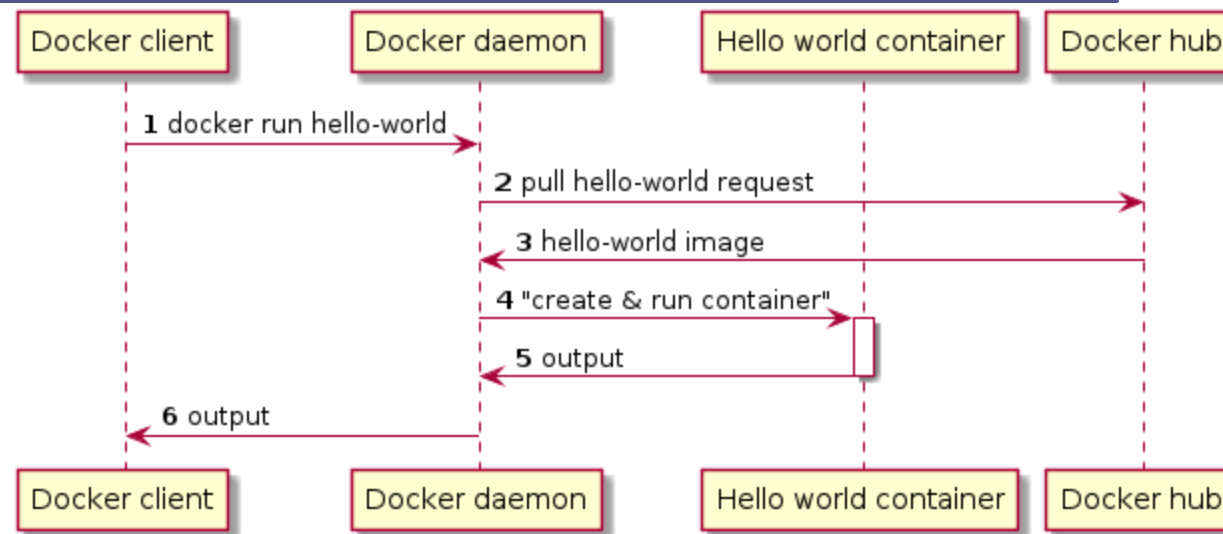 Docker client
Docker daemon
Hello world container
Docker hub
1 docker run hello-world
2 pull hello-world request
3 hello-world image
4 "create & run container"
5 output
6 output
Docker client
Docker daemon
Hello world container
Docker hub